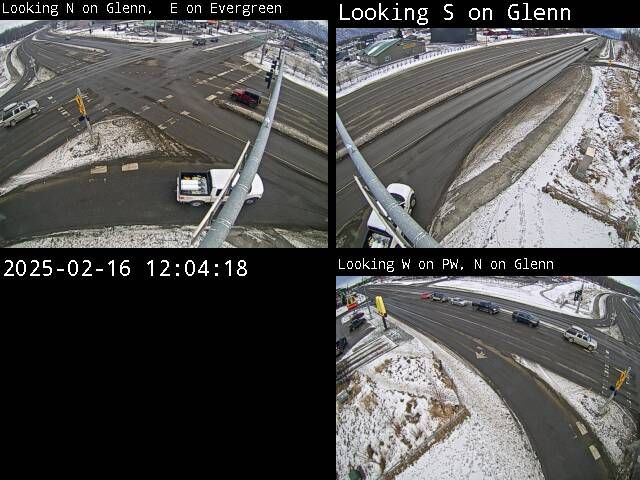 Looking N on Glenn, E on Evergreen
Looking S on Glenn
2025-02-16 12:04:18
Looking W on PW, N on Glenn